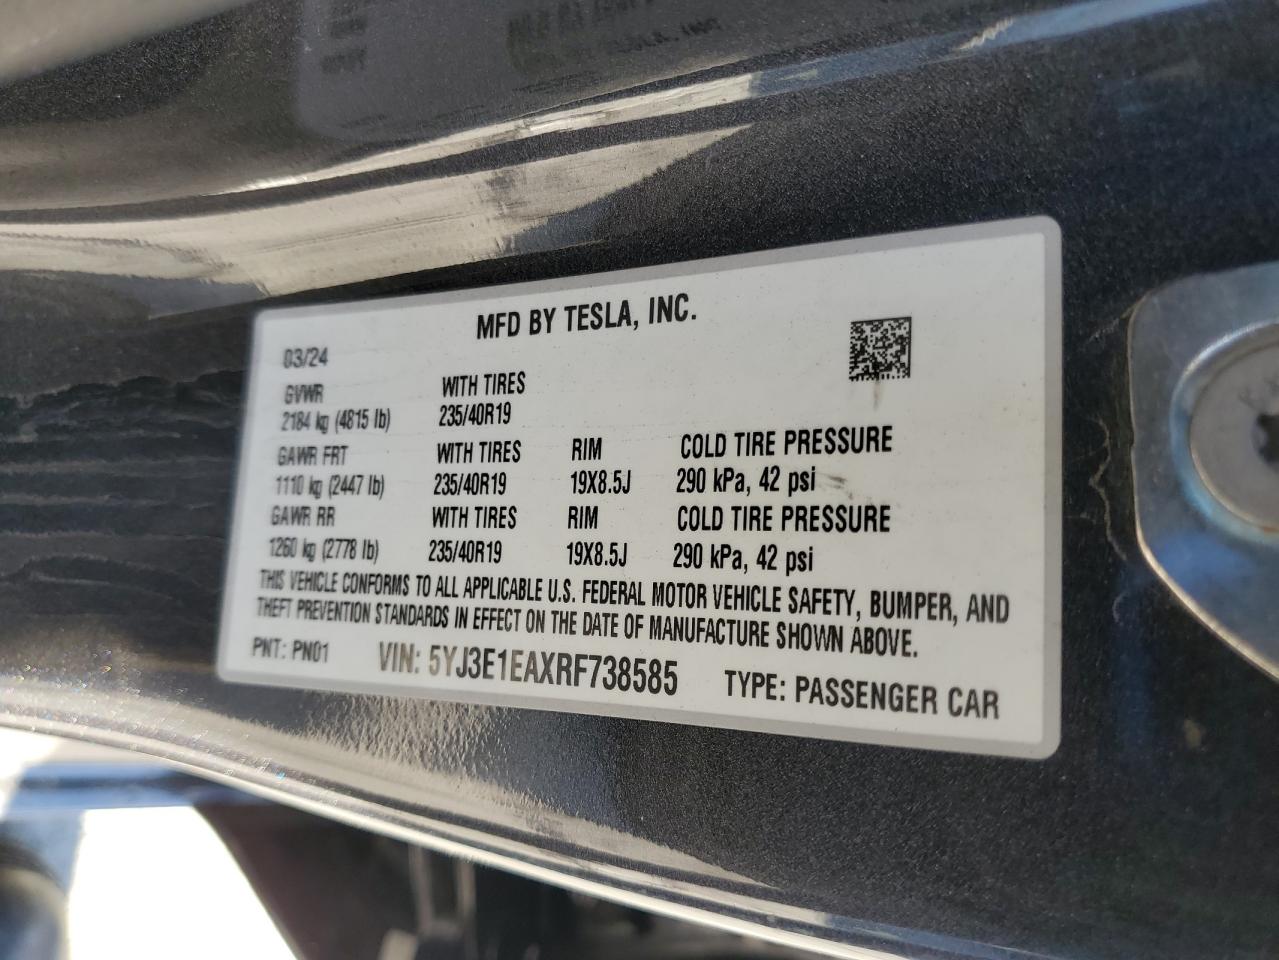 MFD BY TESLA, INC.
03/24
GVWR WITH TIRES
2184 kg (4815 lb) 235/40R19
GAWR FRT WITH TIRES RIM COLD TIRE PRESSURE
1110 kg (2447 lb) 235/40R19 19X8.5J 290 kPa, 42 psi
GAWR RR WITH TIRES RIM COLD TIRE PRESSURE
1260 kg (2778 lb) 235/40R19 19X8.5J 290 kPa, 42 psi
THIS VEHICLE CONFORMS TO ALL APPLICABLE U.S. FEDERAL MOTOR VEHICLE SAFETY, BUMPER, AND
THEFT PREVENTION STANDARDS IN EFFECT ON THE DATE OF MANUFACTURE SHOWN ABOVE.
PNT: PN01 VIN: 5YJ3E1EAXRF738585 TYPE: PASSENGER CAR